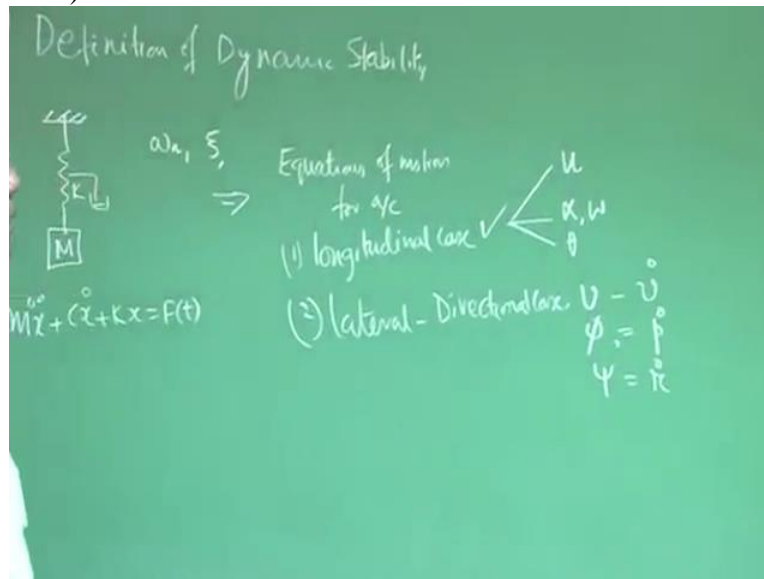 Definition of Dynamic Stability
ωn, ξ,
K
M
Mẍ + Cẋ + Kx = F(t)
⇒ Equations of motion
for a/c
(1) longitudinal case ✓
u
α, w
θ
(2) lateral - Directional case. v - v̇
φ, = ṗ
ψ = ṙ